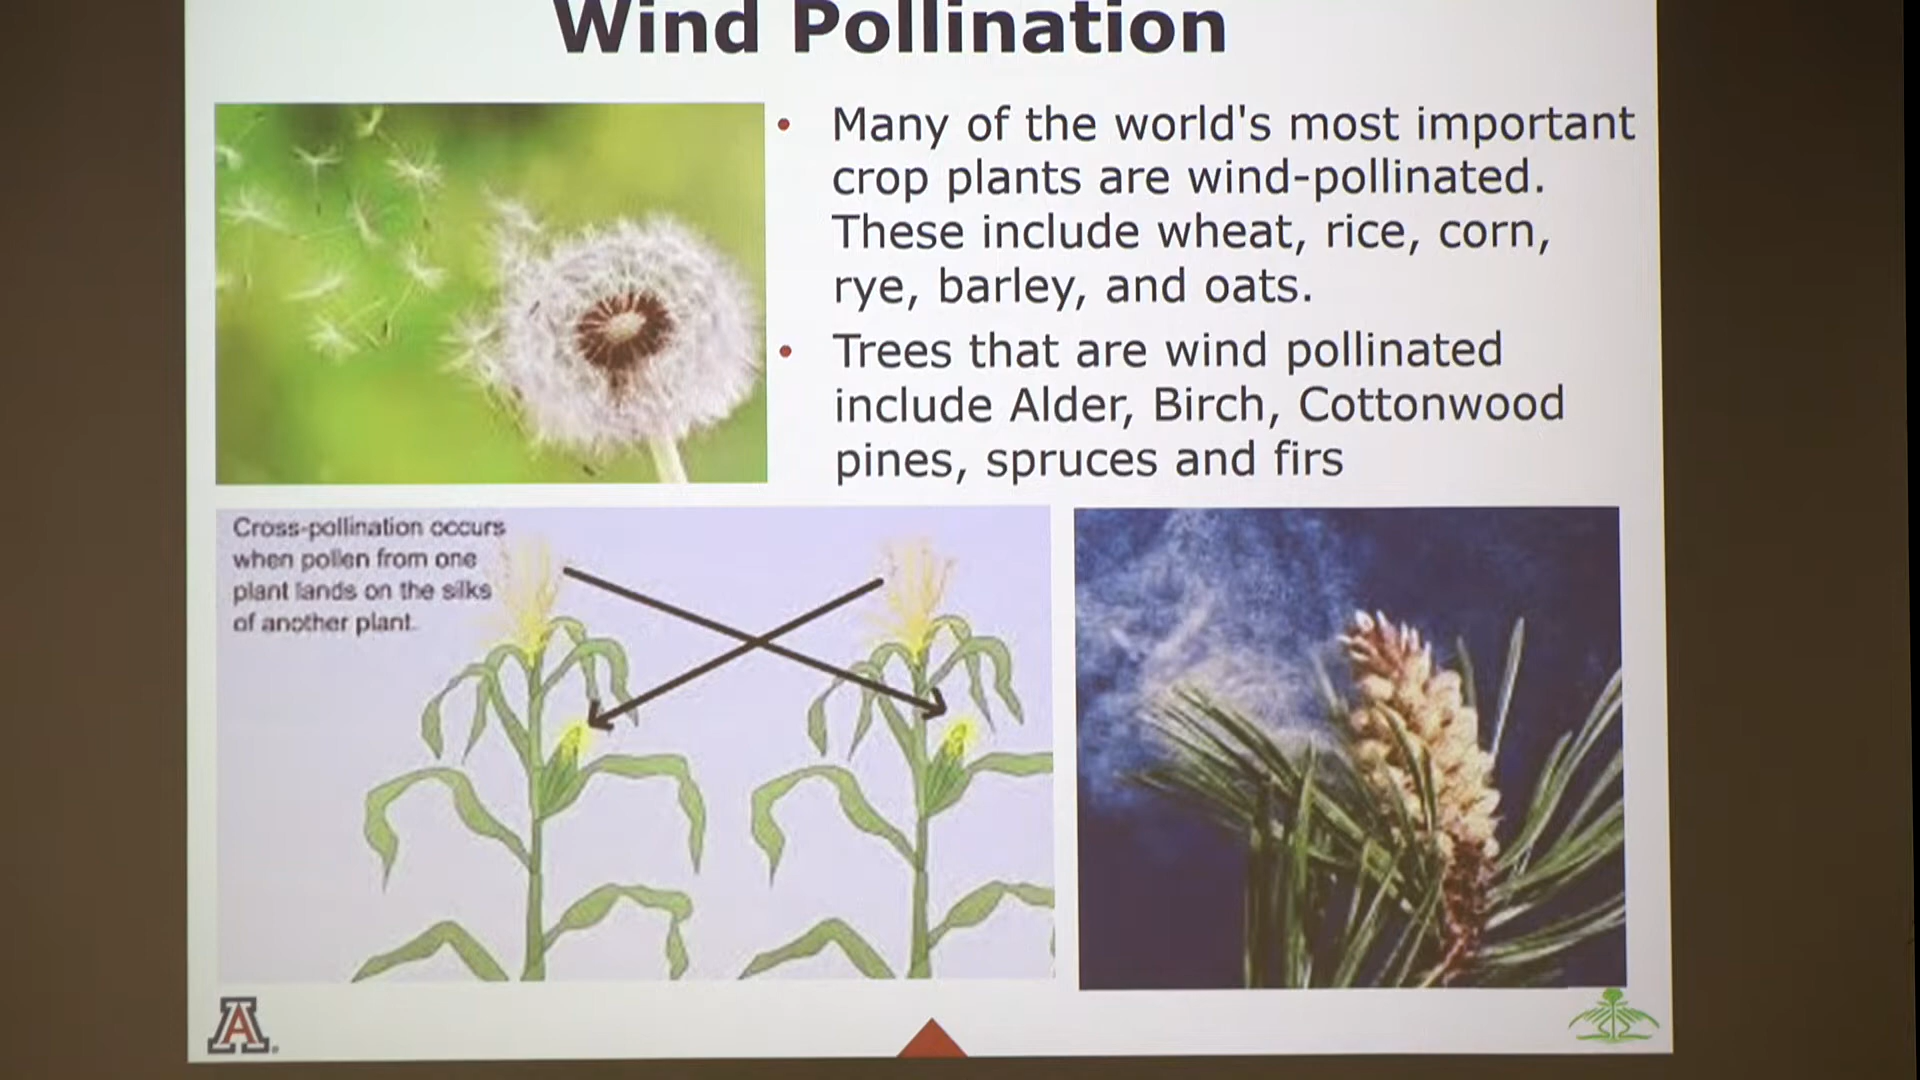 Wind Pollination
• Many of the world's most important
crop plants are wind-pollinated.
These include wheat, rice, corn,
rye, barley, and oats.
• Trees that are wind pollinated
include Alder, Birch, Cottonwood
pines, spruces and firs
Cross-pollination occurs
when pollen from one
plant lands on the silks
of another plant.
A